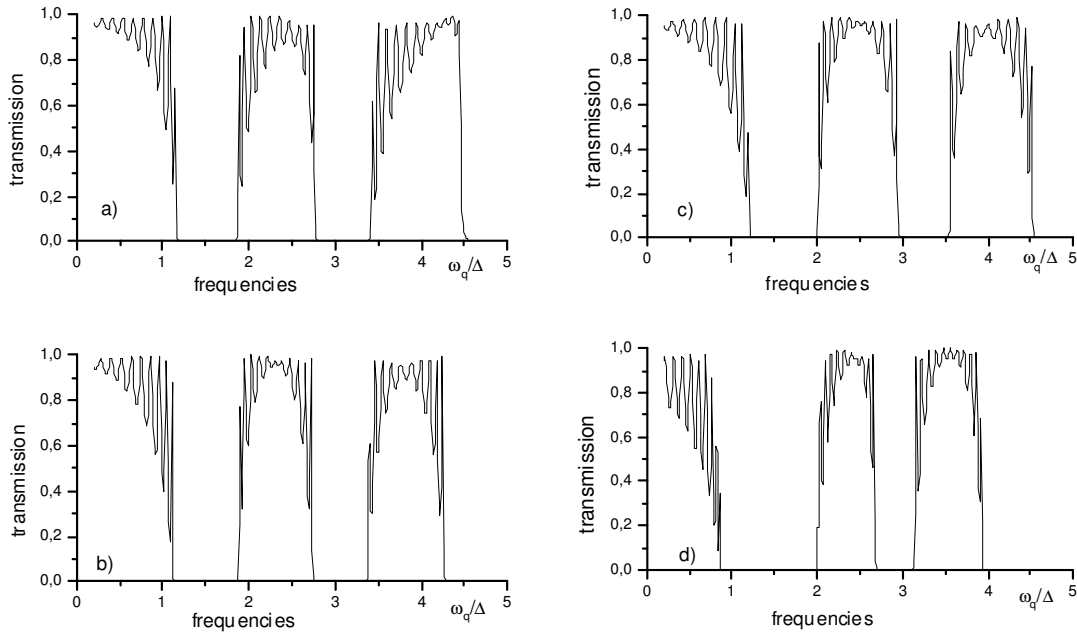 transmission
1,0
0,8
0,6
0,4
0,2
0,0
a)
0 1 2 3 4 5
frequencies
ωq/Δ
transmission
1,0
0,8
0,6
0,4
0,2
0,0
c)
0 1 2 3 4 5
frequencies
ωq/Δ
transmission
1,0
0,8
0,6
0,4
0,2
0,0
b)
0 1 2 3 4 5
frequencies
ωq/Δ
transmission
1,0
0,8
0,6
0,4
0,2
0,0
d)
0 1 2 3 4 5
frequencies
ωq/Δ